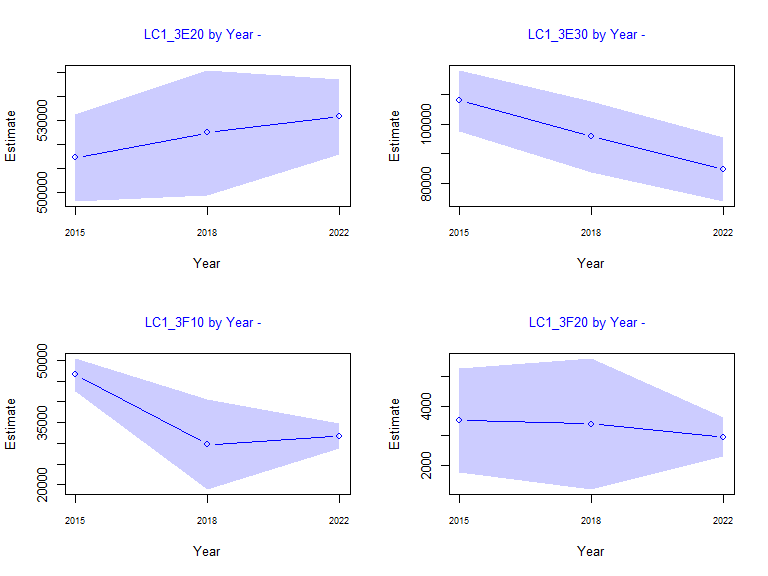 LC1_3E20 by Year -
Estimate
500000
530000
2015
2018
2022
Year
LC1_3E30 by Year -
Estimate
80000
100000
2015
2018
2022
Year
LC1_3F10 by Year -
Estimate
20000
35000
50000
2015
2018
2022
Year
LC1_3F20 by Year -
Estimate
2000
4000
2015
2018
2022
Year